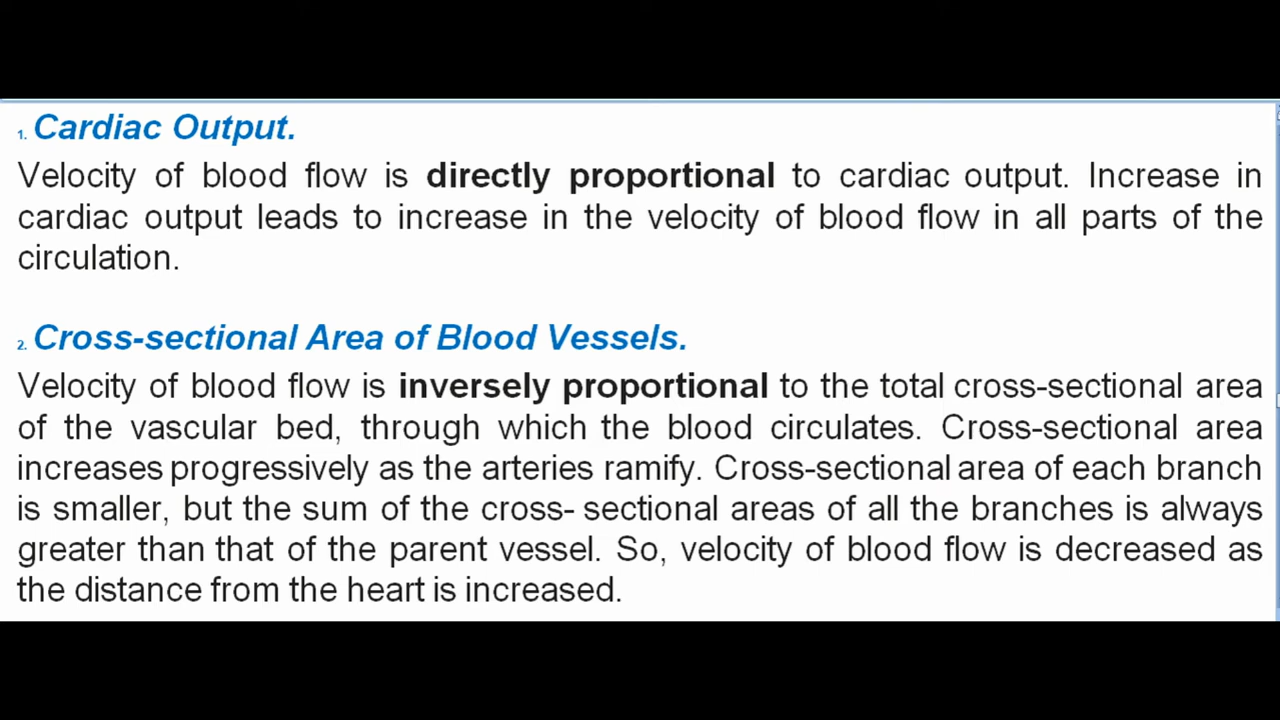 1. Cardiac Output.
Velocity of blood flow is directly proportional to cardiac output. Increase in
cardiac output leads to increase in the velocity of blood flow in all parts of the
circulation.
2. Cross-sectional Area of Blood Vessels.
Velocity of blood flow is inversely proportional to the total cross-sectional area
of the vascular bed, through which the blood circulates. Cross-sectional area
increases progressively as the arteries ramify. Cross-sectional area of each branch
is smaller, but the sum of the cross- sectional areas of all the branches is always
greater than that of the parent vessel. So, velocity of blood flow is decreased as
the distance from the heart is increased.